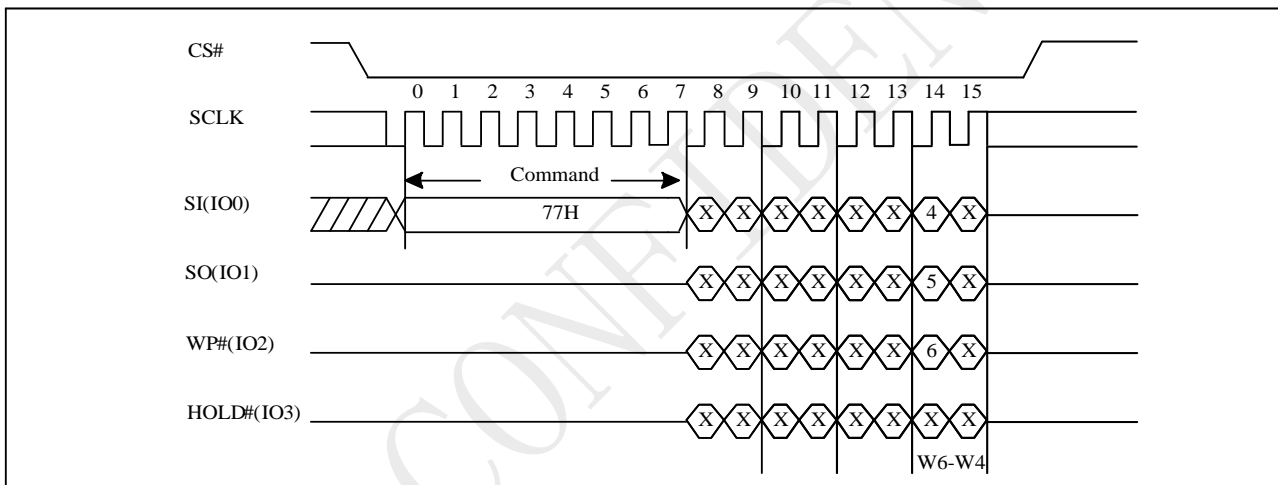 CS#
0 1 2 3 4 5 6 7 8 9 10 11 12 13 14 15
SCLK
Command
SI(IO0)
77H X X X X X X 4 X
SO(IO1)
X X X X X X 5 X
WP#(IO2)
X X X X X X 6 X
HOLD#(IO3)
X X X X X X X X
W6-W4
CONFIDEN